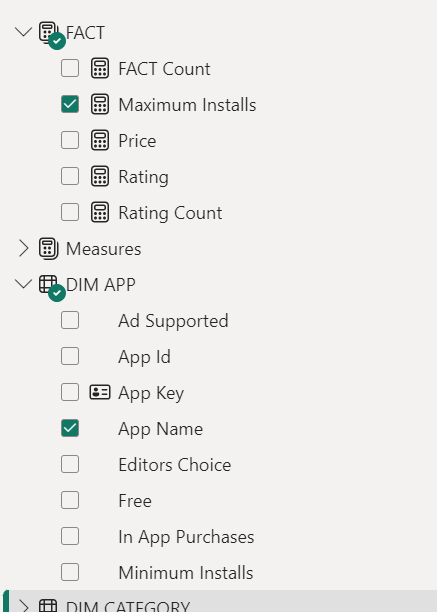 FACT
FACT Count
Maximum Installs
Price
Rating
Rating Count
Measures
DIM APP
Ad Supported
App Id
App Key
App Name
Editors Choice
Free
In App Purchases
Minimum Installs
DIM CATEGORY